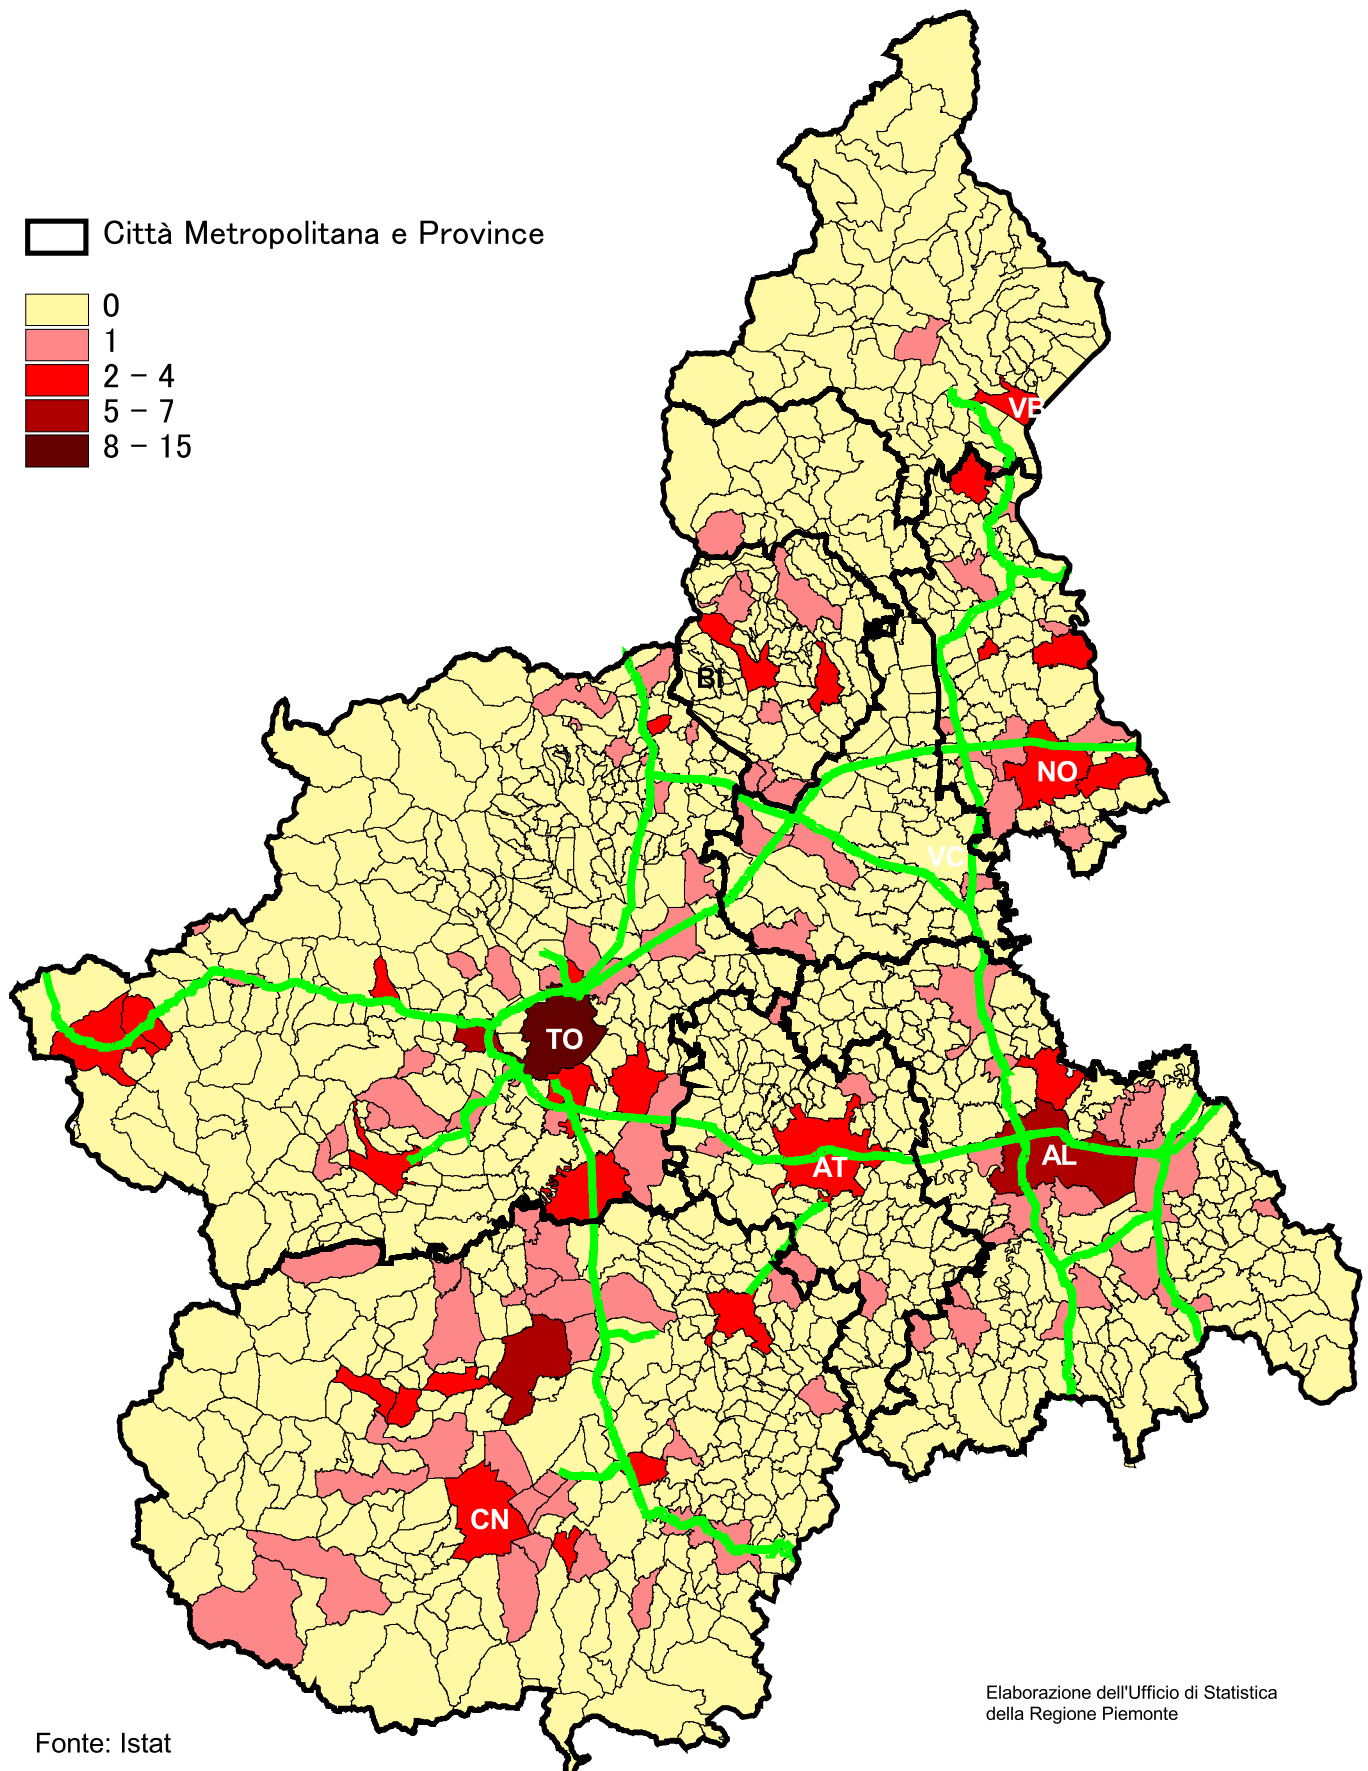 Città Metropolitana e Province
0
1
2 – 4
5 – 7
8 – 15
VB
BI
NO
VC
TO
AT
AL
CN
Elaborazione dell'Ufficio di Statistica
della Regione Piemonte
Fonte: Istat